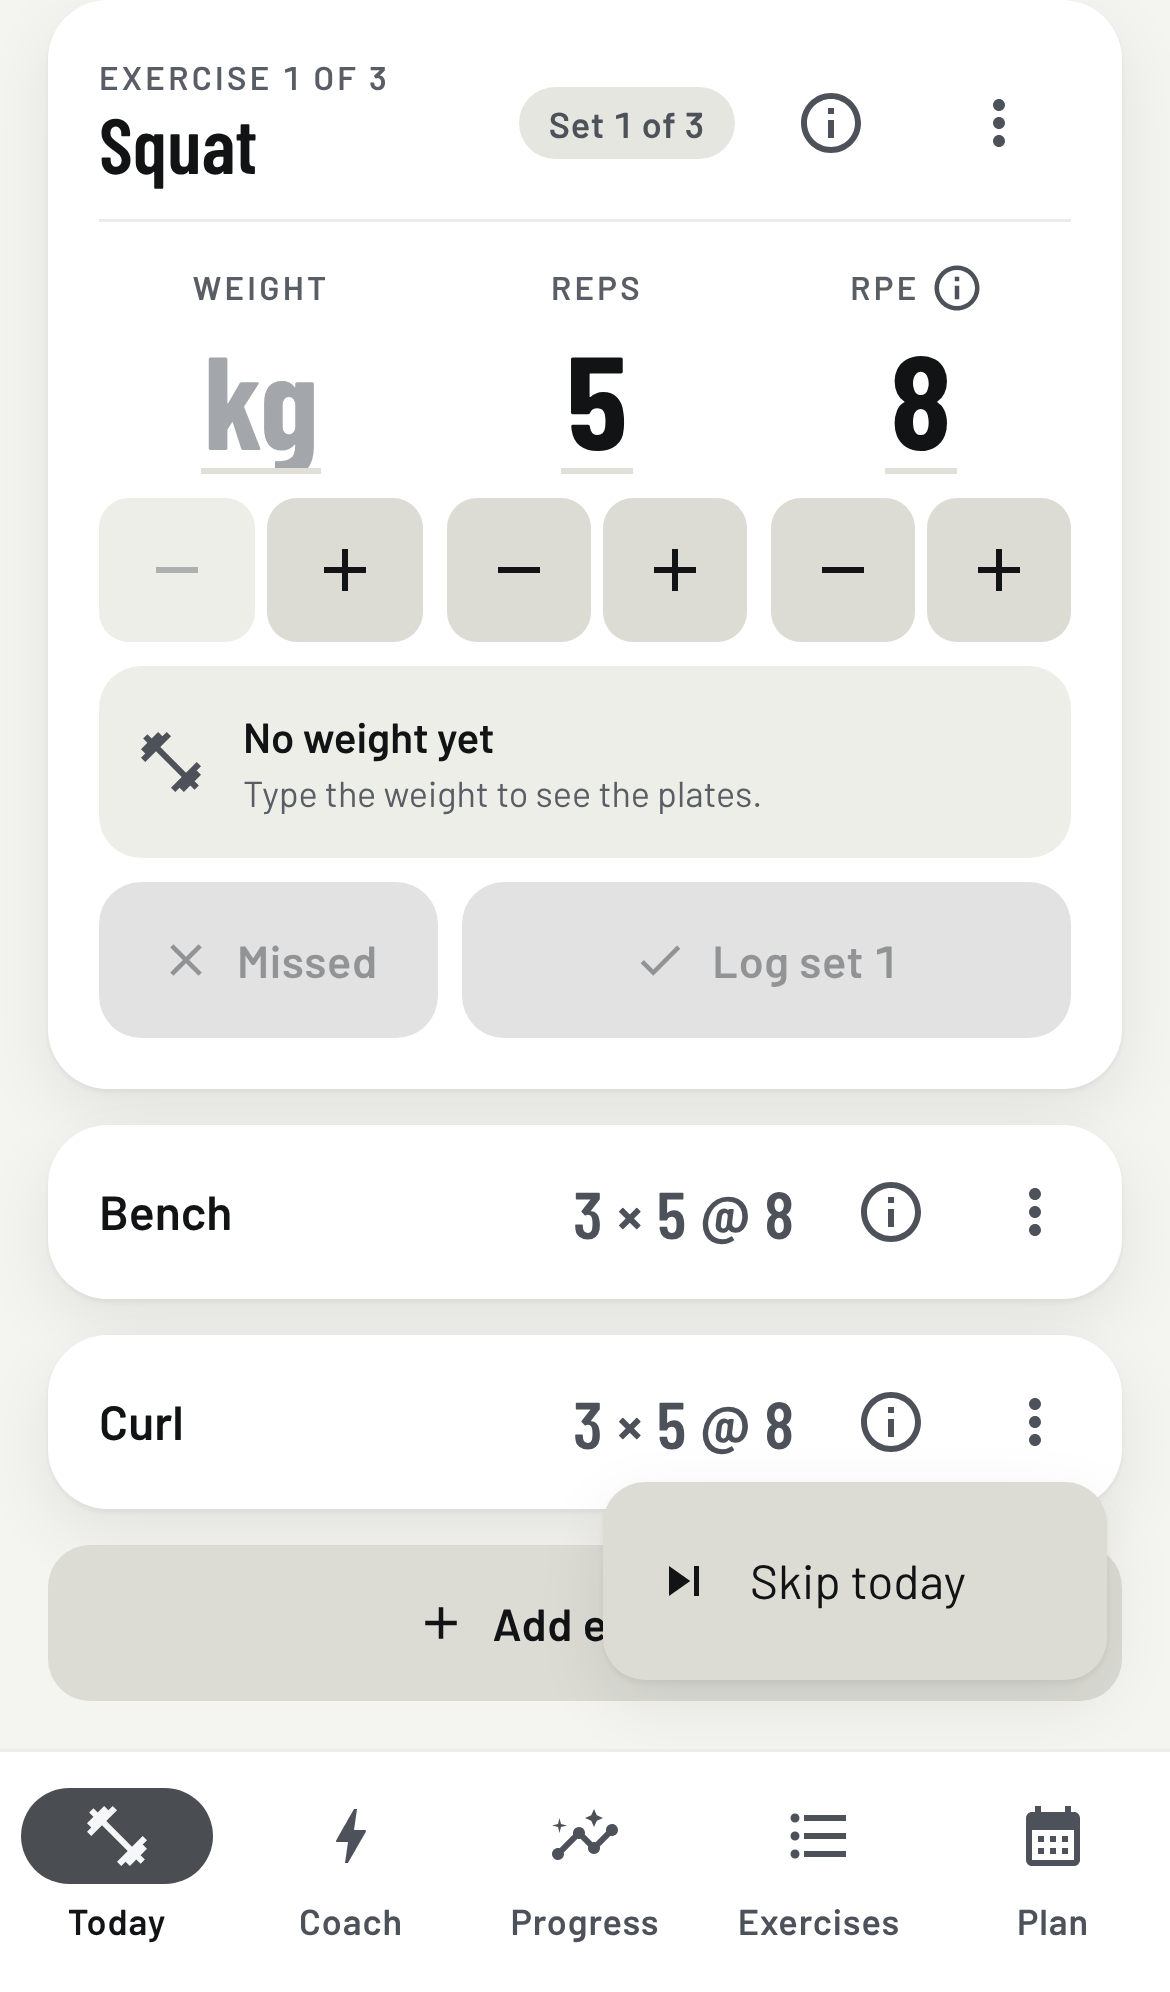 EXERCISE 1 OF 3
Squat
Set 1 of 3
WEIGHT
REPS
RPE
kg
5
8
No weight yet
Type the weight to see the plates.
Missed
Log set 1
Bench
3 × 5 @ 8
Curl
3 × 5 @ 8
Skip today
Add e
Today
Coach
Progress
Exercises
Plan